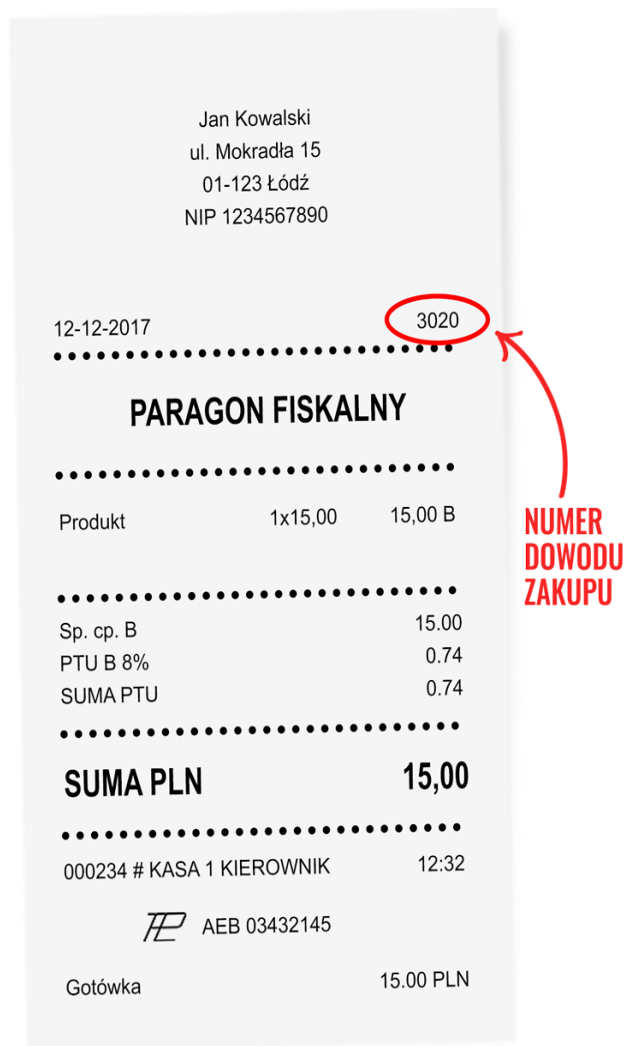 Jan Kowalski
ul. Mokradła 15
01-123 Łódź
NIP 1234567890
12-12-2017 3020
PARAGON FISKALNY
Produkt 1x15,00 15,00 B
NUMER
DOWODU
ZAKUPU
Sp. cp. B 15.00
PTU B 8% 0.74
SUMA PTU 0.74
SUMA PLN 15,00
000234 # KASA 1 KIEROWNIK 12:32
AEB 03432145
Gotówka 15.00 PLN